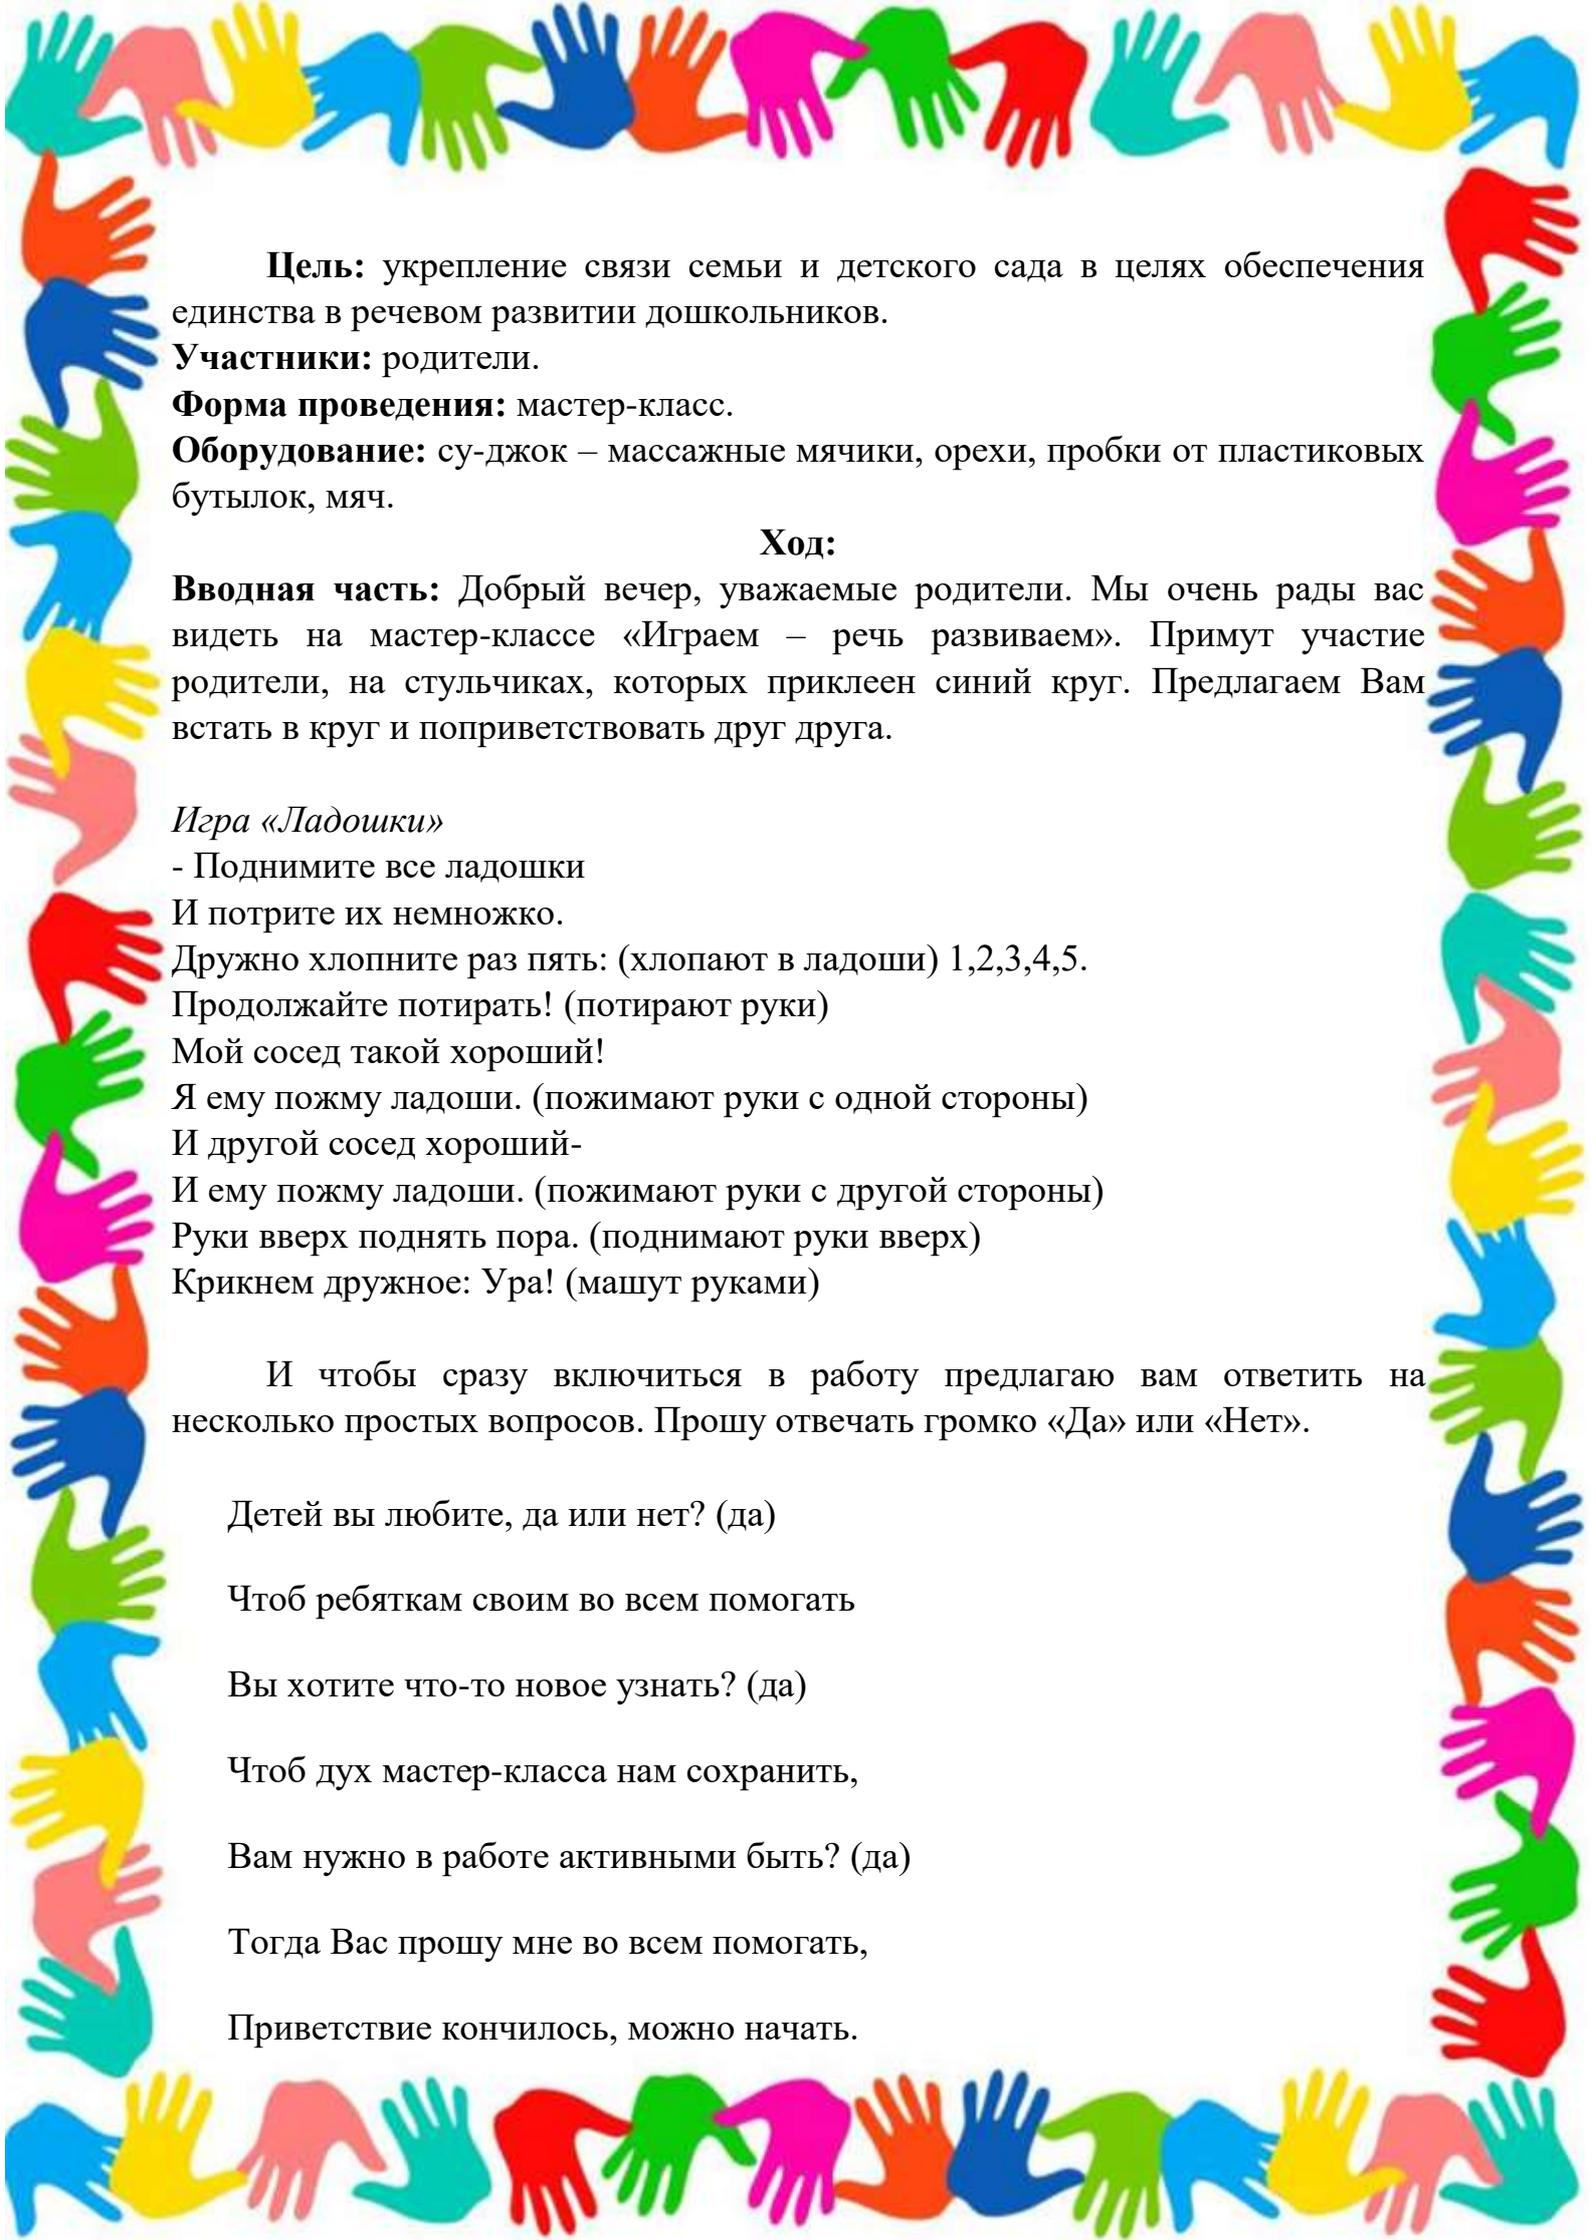 Цель: укрепление связи семьи и детского сада в целях обеспечения
единства в речевом развитии дошкольников.
Участники: родители.
Форма проведения: мастер-класс.
Оборудование: су-джок – массажные мячики, орехи, пробки от пластиковых
бутылок, мяч.
Ход:
Вводная часть: Добрый вечер, уважаемые родители. Мы очень рады вас
видеть на мастер-классе «Играем – речь развиваем». Примут участие
родители, на стульчиках, которых приклеен синий круг. Предлагаем Вам
встать в круг и поприветствовать друг друга.
Игра «Ладошки»
- Поднимите все ладошки
И потрите их немножко.
Дружно хлопните раз пять: (хлопают в ладоши) 1,2,3,4,5.
Продолжайте потирать! (потирают руки)
Мой сосед такой хороший!
Я ему пожму ладоши. (пожимают руки с одной стороны)
И другой сосед хороший-
И ему пожму ладоши. (пожимают руки с другой стороны)
Руки вверх поднять пора. (поднимают руки вверх)
Крикнем дружное: Ура! (машут руками)
И чтобы сразу включиться в работу предлагаю вам ответить на
несколько простых вопросов. Прошу отвечать громко «Да» или «Нет».
Детей вы любите, да или нет? (да)
Чтоб ребяткам своим во всем помогать
Вы хотите что-то новое узнать? (да)
Чтоб дух мастер-класса нам сохранить,
Вам нужно в работе активными быть? (да)
Тогда Вас прошу мне во всем помогать,
Приветствие кончилось, можно начать.